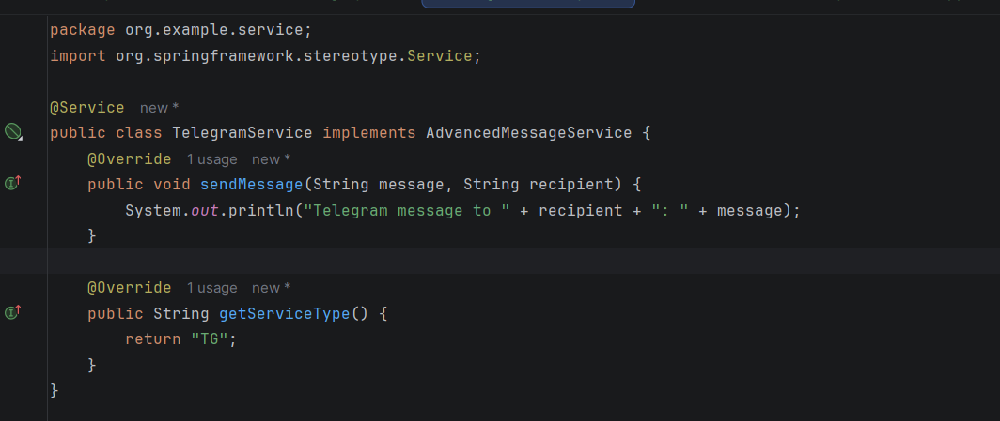 package org.example.service;
import org.springframework.stereotype.Service;
@Service new *
public class TelegramService implements AdvancedMessageService {
@Override 1 usage new *
public void sendMessage(String message, String recipient) {
System.out.println("Telegram message to " + recipient + ": " + message);
}
@Override 1 usage new *
public String getServiceType() {
return "TG";
}
}